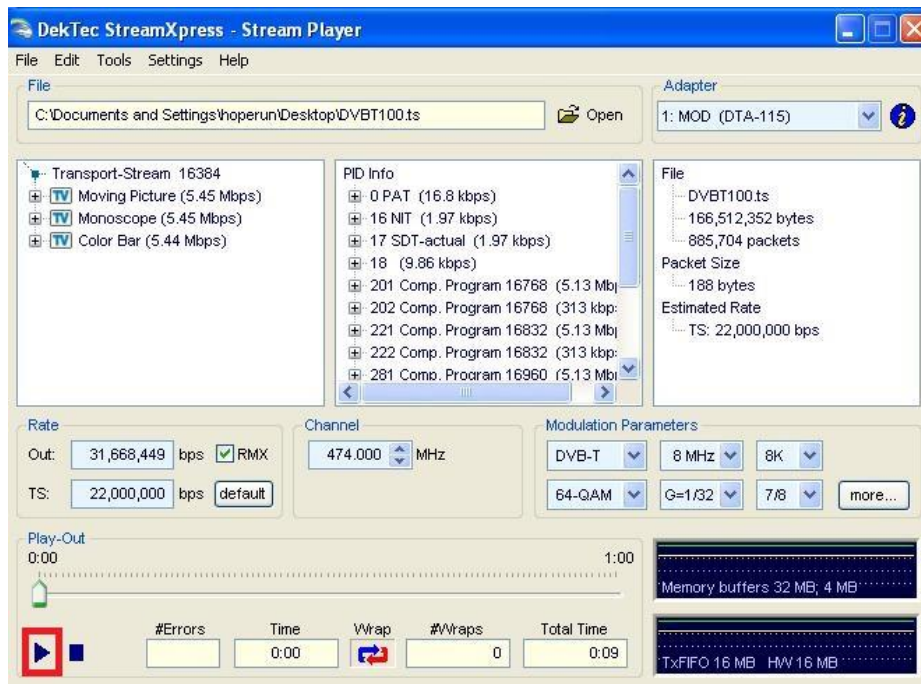 DekTec StreamXpress - Stream Player
File Edit Tools Settings Help
File
C:\Documents and Settings\hoperun\Desktop\DVBT100.ts
Open
Adapter
1: MOD (DTA-115)
Transport-Stream 16384
TV Moving Picture (5.45 Mbps)
TV Monoscope (5.45 Mbps)
TV Color Bar (5.44 Mbps)
PID Info
0 PAT (16.8 kbps)
16 NIT (1.97 kbps)
17 SDT-actual (1.97 kbps)
18 (9.86 kbps)
201 Comp. Program 16768 (5.13 Mb
202 Comp. Program 16768 (313 kbp
221 Comp. Program 16832 (5.13 Mb
222 Comp. Program 16832 (313 kbp
281 Comp. Program 16960 (5.13 Mb
File
DVBT100.ts
166,512,352 bytes
885,704 packets
Packet Size
188 bytes
Estimated Rate
TS: 22,000,000 bps
Rate
Out: 31,668,449 bps RMX
TS: 22,000,000 bps default
Channel
474.000 MHz
Modulation Parameters
DVB-T 8 MHz 8K
64-QAM G=1/32 7/8 more...
Play-Out
0:00 1:00
#Errors Time Wrap #Wraps Total Time
0:00 0 0:09
Memory buffers 32 MB; 4 MB
TxFIFO 16 MB HW 16 MB